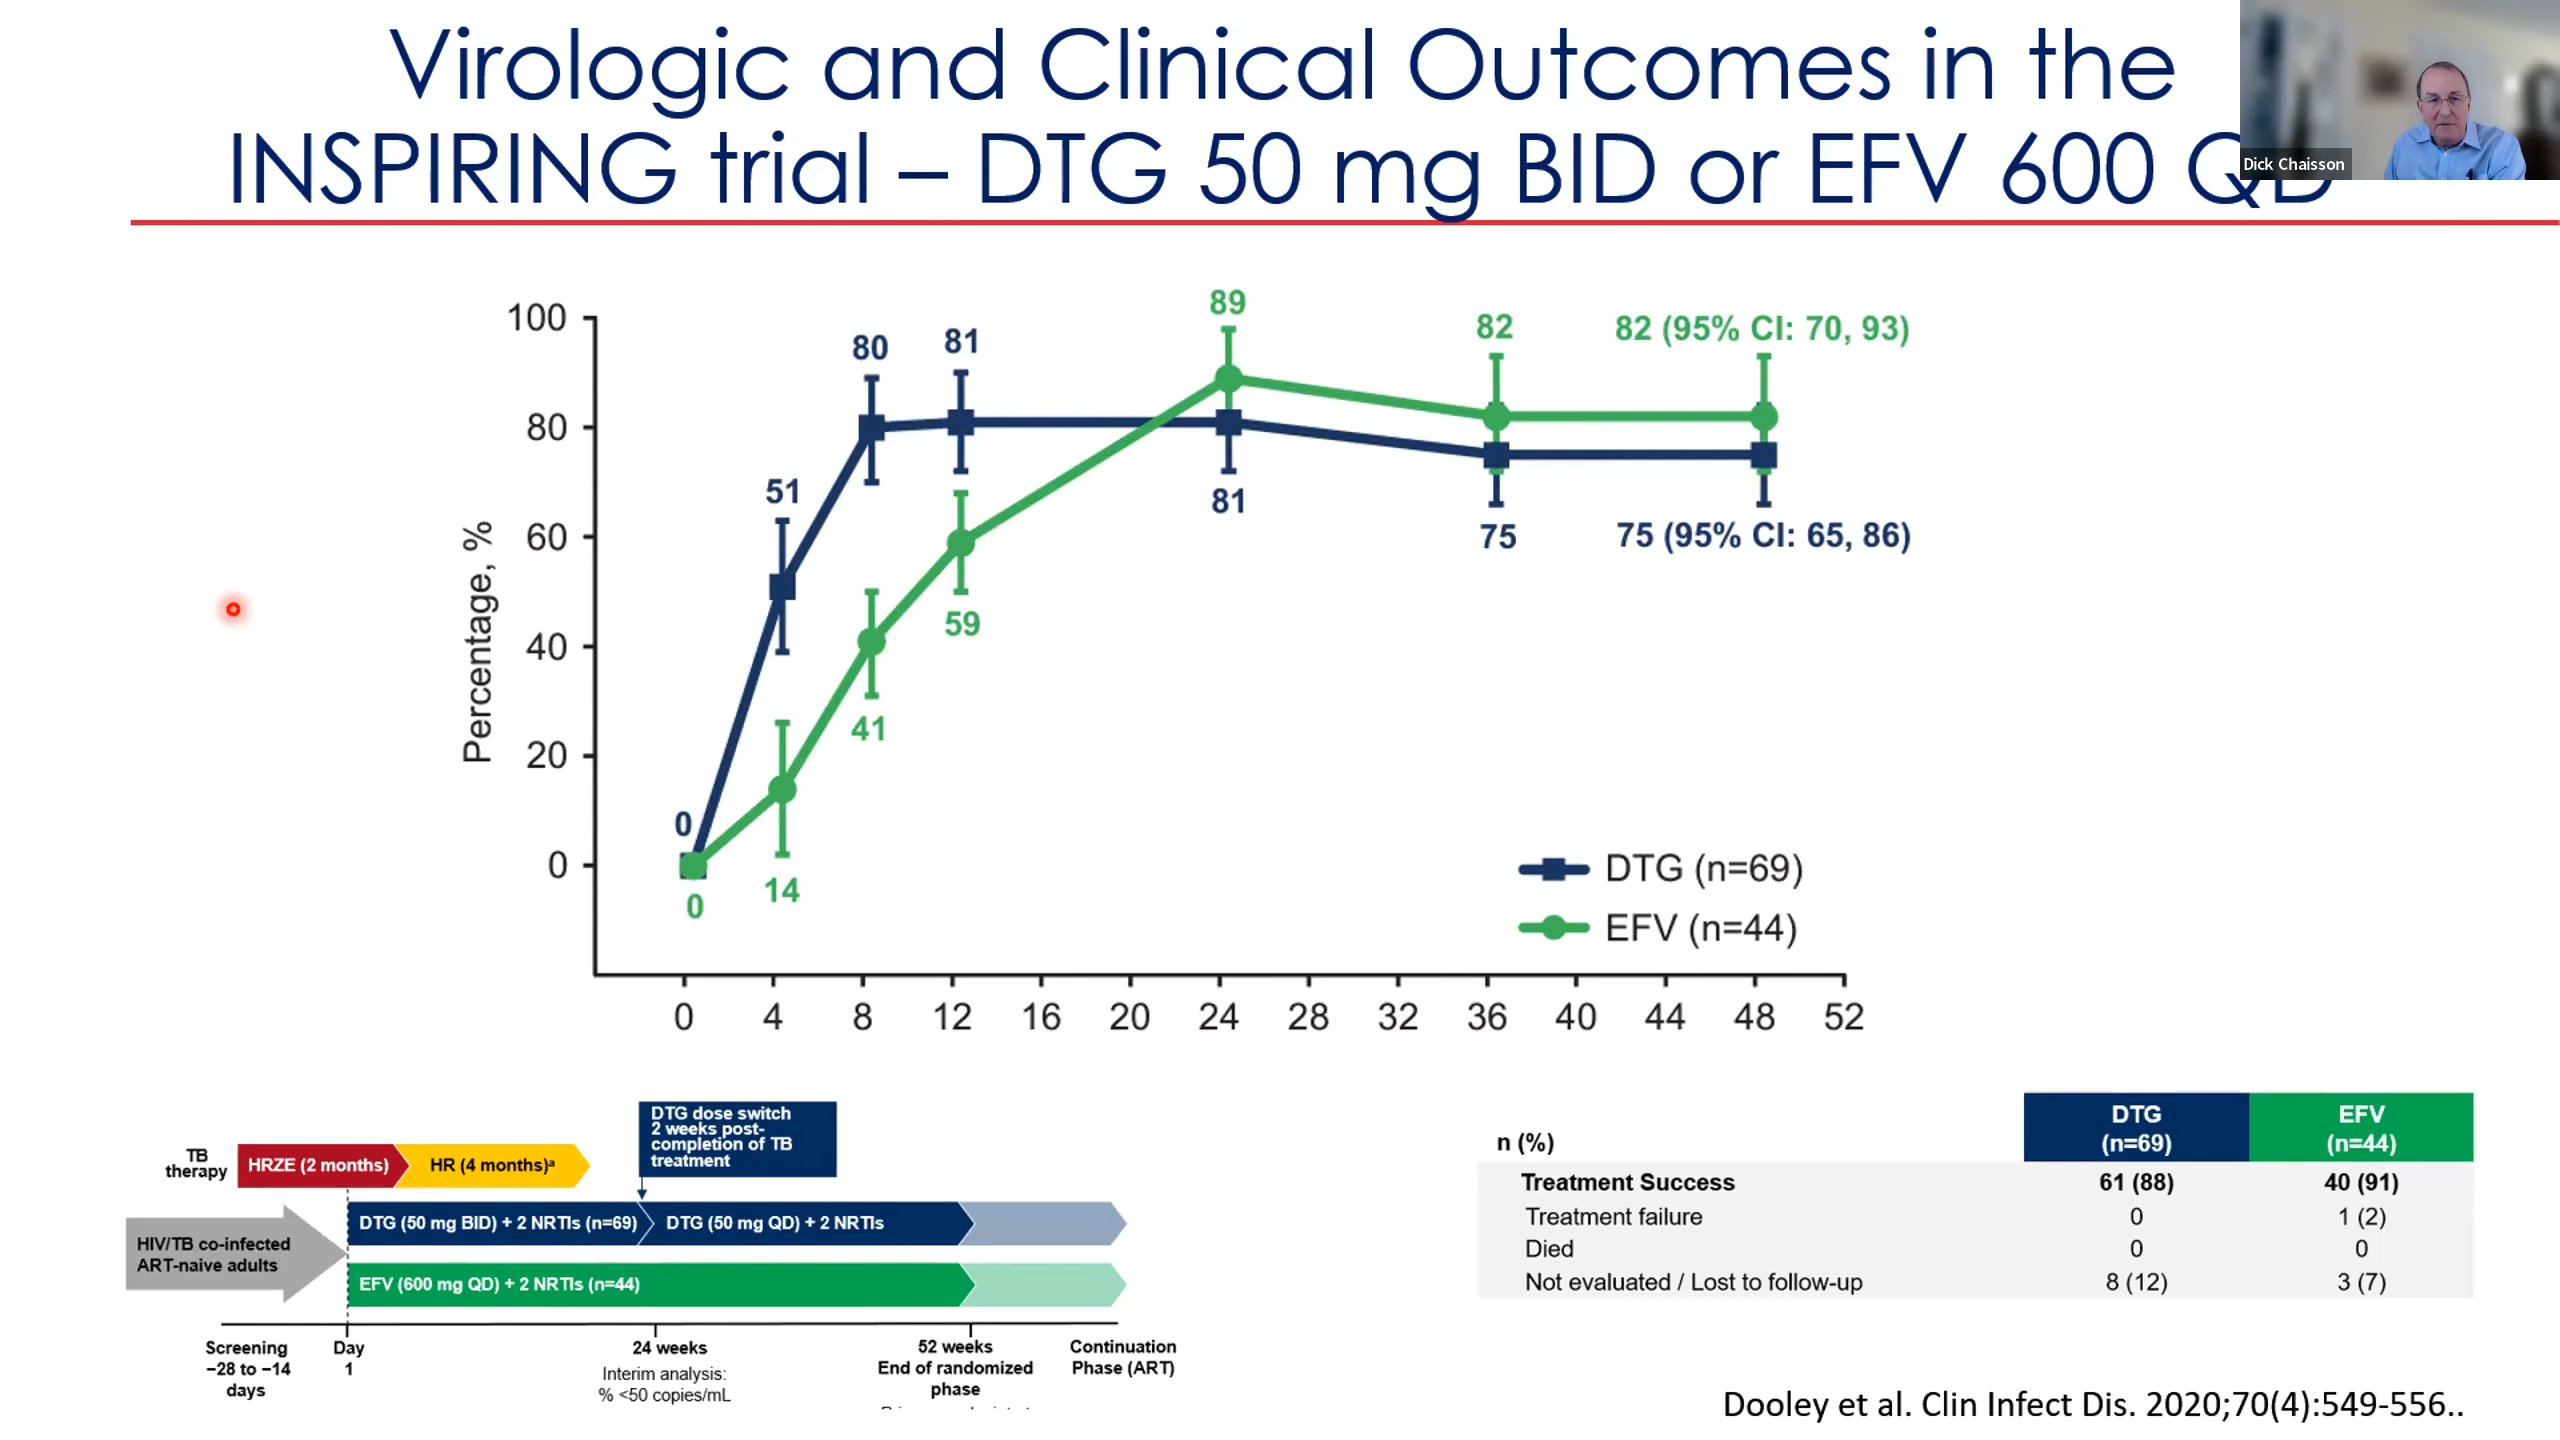 Virologic and Clinical Outcomes in the
INSPIRING trial – DTG 50 mg BID or EFV 600 QD
Dick Chaisson
Percentage, %
100
80
60
40
20
0
0
51
80
81
81
75
75 (95% CI: 65, 86)
0
14
41
59
89
82
82 (95% CI: 70, 93)
DTG (n=69)
EFV (n=44)
0 4 8 12 16 20 24 28 32 36 40 44 48 52
DTG dose switch
2 weeks post-
completion of TB
treatment
TB
therapy
HRZE (2 months)
HR (4 months)ᵃ
HIV/TB co-infected
ART-naive adults
DTG (50 mg BID) + 2 NRTIs (n=69)
DTG (50 mg QD) + 2 NRTIs
EFV (600 mg QD) + 2 NRTIs (n=44)
Screening
−28 to −14
days
Day
1
24 weeks
Interim analysis:
% <50 copies/mL
52 weeks
End of randomized
phase
Continuation
Phase (ART)
n (%)
DTG
(n=69)
EFV
(n=44)
Treatment Success 61 (88) 40 (91)
Treatment failure 0 1 (2)
Died 0 0
Not evaluated / Lost to follow-up 8 (12) 3 (7)
Dooley et al. Clin Infect Dis. 2020;70(4):549-556..